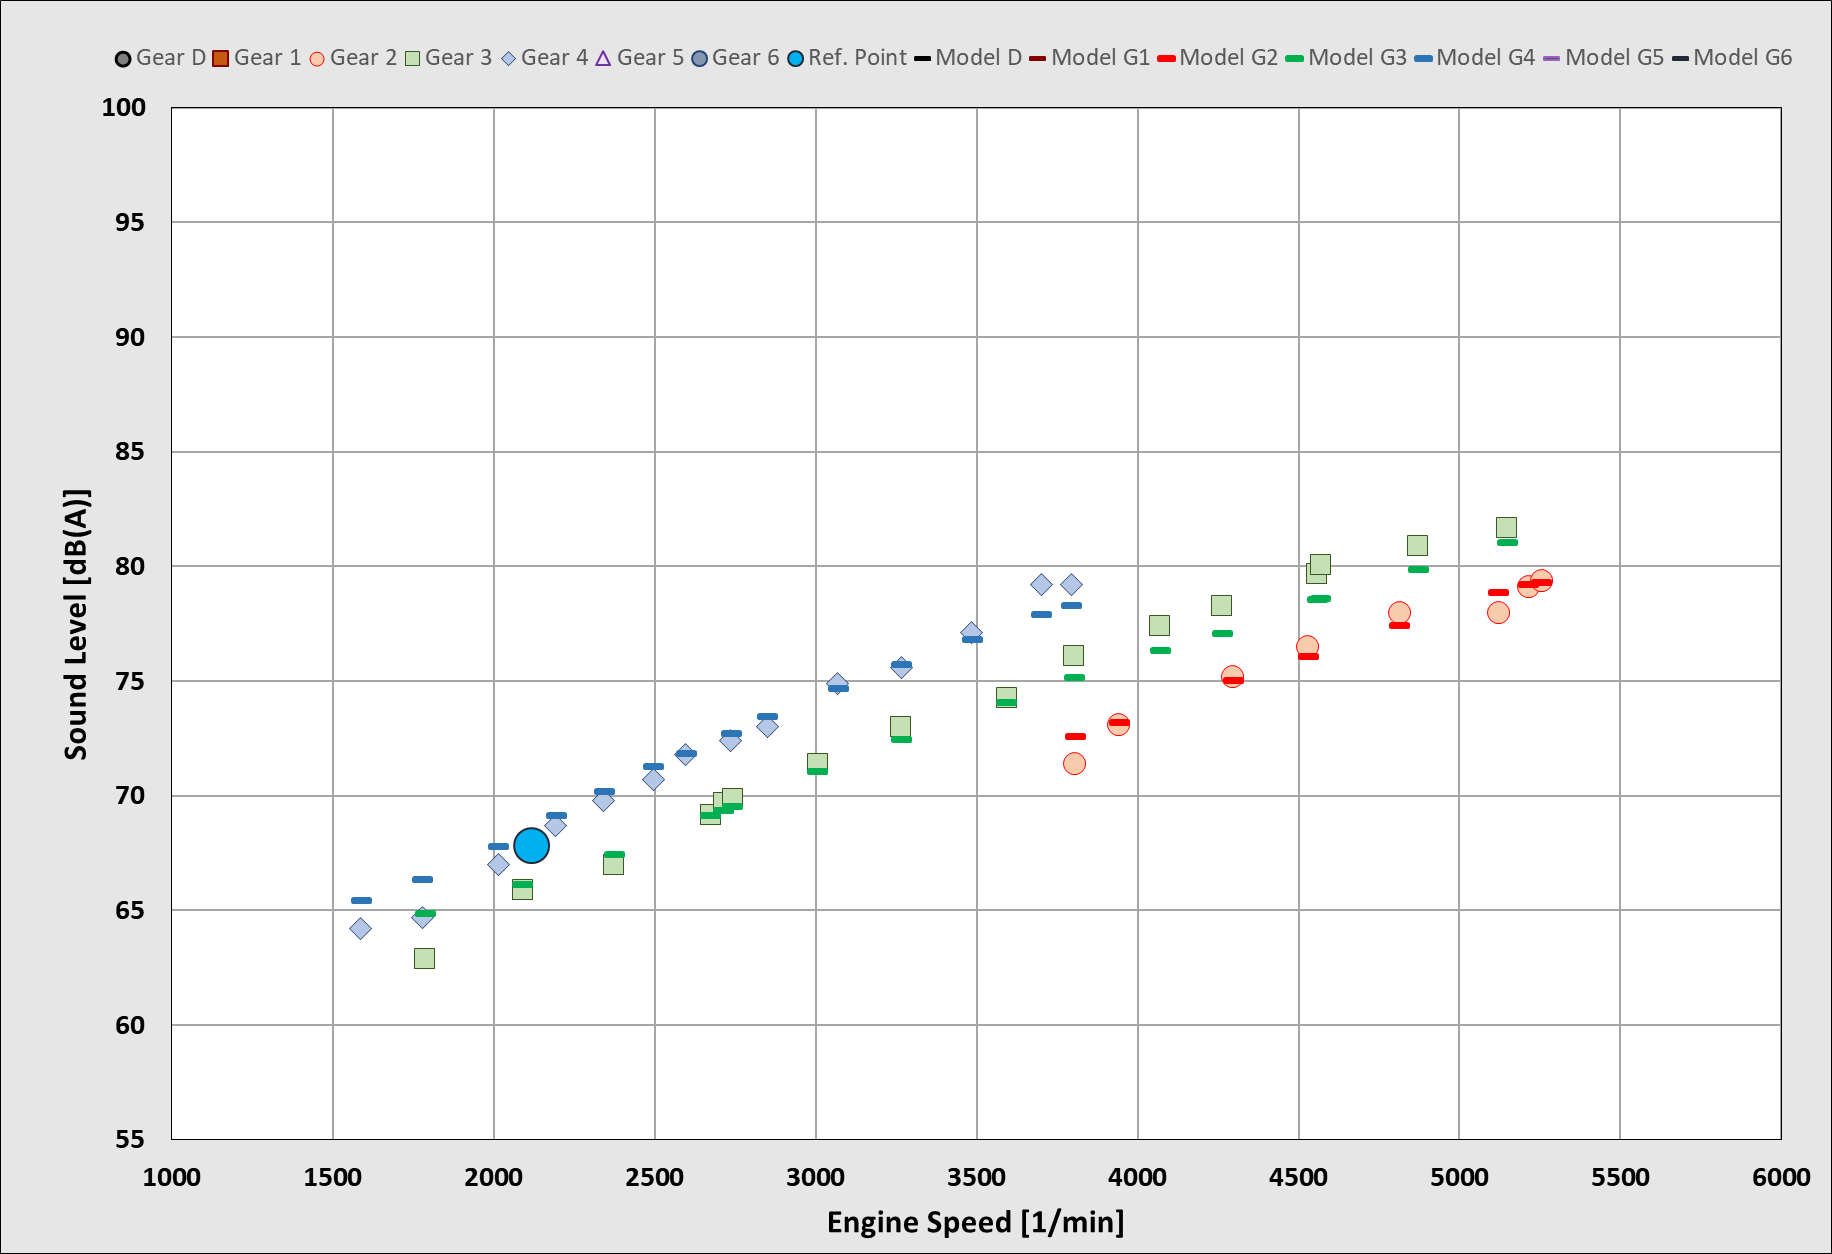 Gear D Gear 1 Gear 2 Gear 3 Gear 4 Gear 5 Gear 6 Ref. Point Model D Model G1 Model G2 Model G3 Model G4 Model G5 Model G6
100
95
90
85
80
75
70
65
60
55
Sound Level [dB(A)]
1000 1500 2000 2500 3000 3500 4000 4500 5000 5500 6000
Engine Speed [1/min]